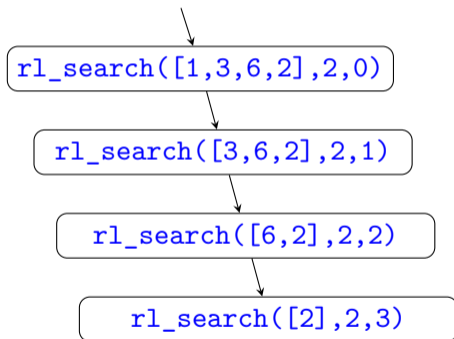 rl_search([1,3,6,2],2,0)
rl_search([3,6,2],2,1)
rl_search([6,2],2,2)
rl_search([2],2,3)